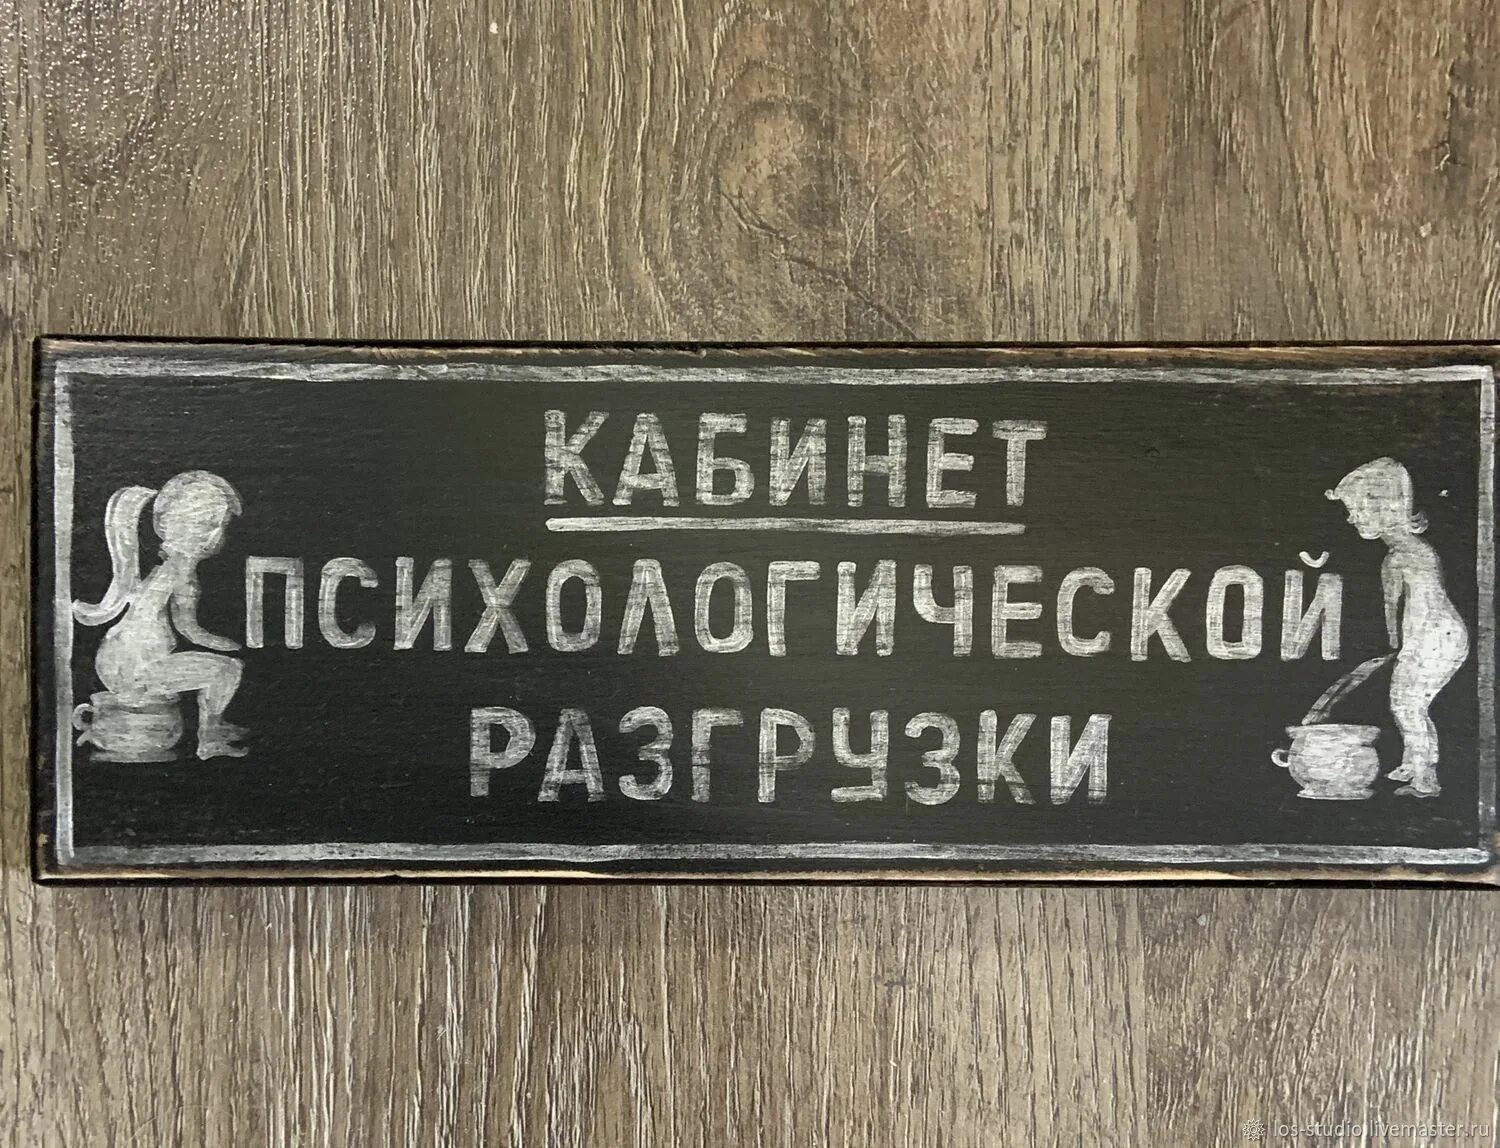 КАБИНЕТ
ПСИХОЛОГИЧЕСКОЙ
РАЗГРУЗКИ
los-studio.livemaster.ru